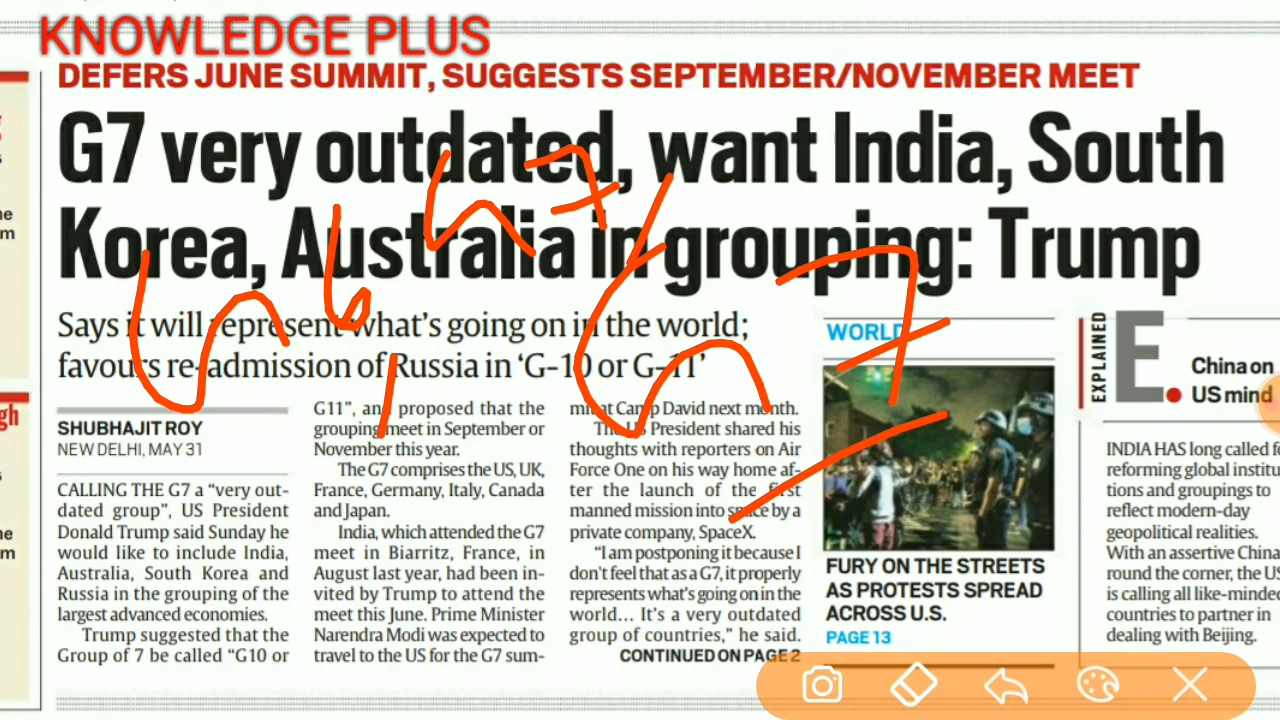 KNOWLEDGE PLUS
DEFERS JUNE SUMMIT, SUGGESTS SEPTEMBER/NOVEMBER MEET
G7 very outdated, want India, South
Korea, Australia in grouping: Trump
Says it will represent what's going on in the world;
favours re-admission of Russia in 'G-10 or G-11'
SHUBHAJIT ROY
NEW DELHI, MAY 31
CALLING THE G7 a "very out-
dated group", US President
Donald Trump said Sunday he
would like to include India,
Australia, South Korea and
Russia in the grouping of the
largest advanced economies.
Trump suggested that the
Group of 7 be called "G10 or
G11", and proposed that the
grouping meet in September or
November this year.
The G7 comprises the US, UK,
France, Germany, Italy, Canada
and Japan.
India, which attended the G7
meet in Biarritz, France, in
August last year, had been in-
vited by Trump to attend the
meet this June. Prime Minister
Narendra Modi was expected to
travel to the US for the G7 sum-
mit at Camp David next month.
The US President shared his
thoughts with reporters on Air
Force One on his way home af-
ter the launch of the first
manned mission into space by a
private company, SpaceX.
"I am postponing it because I
don't feel that as a G7, it properly
represents what's going on in the
world... It's a very outdated
group of countries," he said.
CONTINUED ON PAGE 2
WORLD
FURY ON THE STREETS
AS PROTESTS SPREAD
ACROSS U.S.
PAGE 13
EXPLAINED
E.
China on
US mind
INDIA HAS long called
reforming global institu
tions and groupings to
reflect modern-day
geopolitical realities.
With an assertive China
round the corner, the US
is calling all like-minde
countries to partner in
dealing with Beijing.